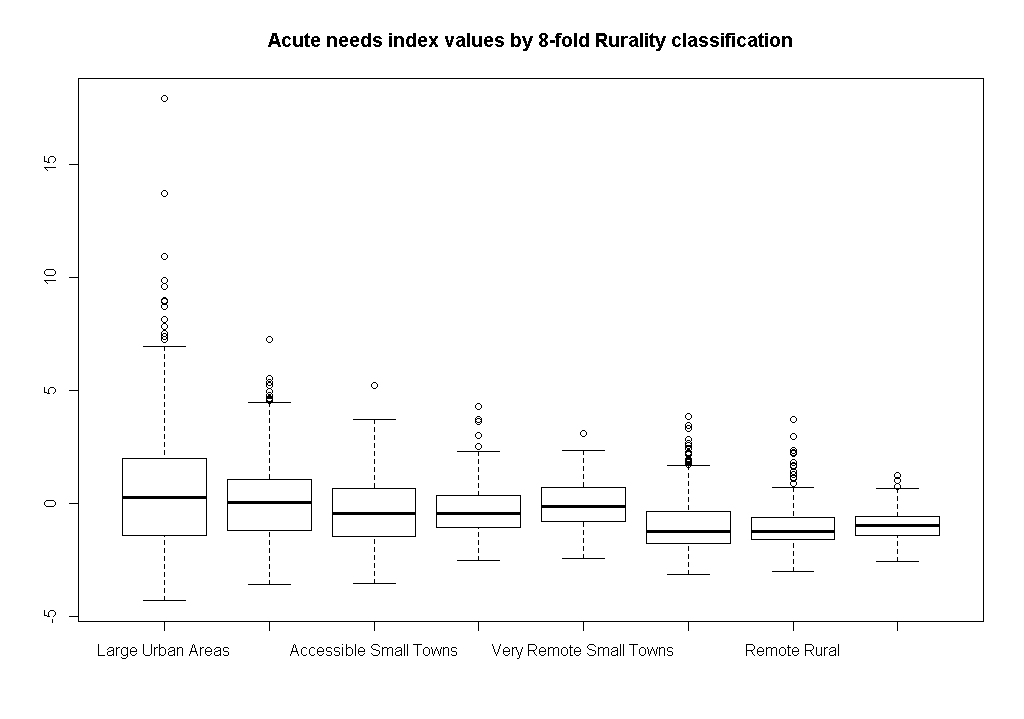 Acute needs index values by 8-fold Rurality classification
15
10
5
0
-5
Large Urban Areas Accessible Small Towns Very Remote Small Towns Remote Rural